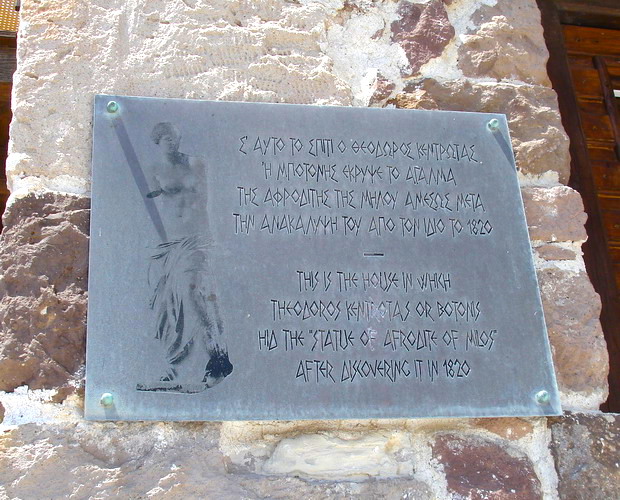 Σ ΑΥΤΟ ΤΟ ΣΠΙΤΙ Ο ΘΕΟΔΩΡΟΣ ΚΕΝΤΡΩΤΑΣ
Ή ΜΠΟΤΟΝΗΣ ΕΚΡΥΨΕ ΤΟ ΑΓΑΛΜΑ
ΤΗΣ ΑΦΡΟΔΙΤΗΣ ΤΗΣ ΜΗΛΟΥ ΑΜΕΣΩΣ ΜΕΤΑ
ΤΗΝ ΑΝΑΚΑΛΥΨΗ ΤΟΥ ΑΠΟ ΤΟΝ ΙΔΙΟ ΤΟ 1820
THIS IS THE HOUSE IN WHICH
THEODOROS KENTROTAS OR BOTONIS
HID THE "STATUE OF AFRODITE OF MILOS"
AFTER DISCOVERING IT IN 1820